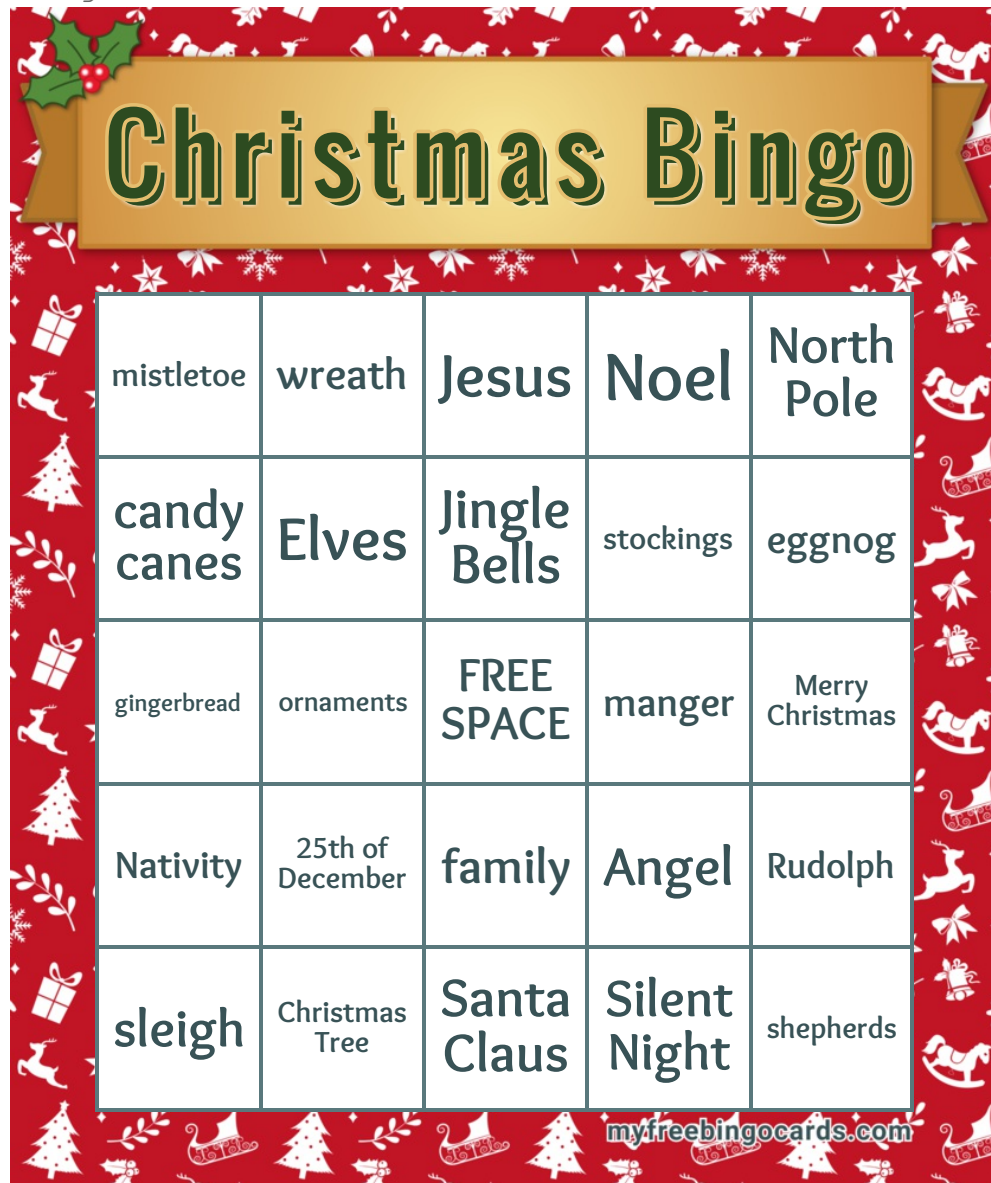 Christmas Bingo
mistletoe
wreath
Jesus
Noel
North
Pole
candy
canes
Elves
Jingle
Bells
stockings
eggnog
gingerbread
ornaments
FREE
SPACE
manger
Merry
Christmas
Nativity
25th of
December
family
Angel
Rudolph
sleigh
Christmas
Tree
Santa
Claus
Silent
Night
shepherds
myfreebingocards.com